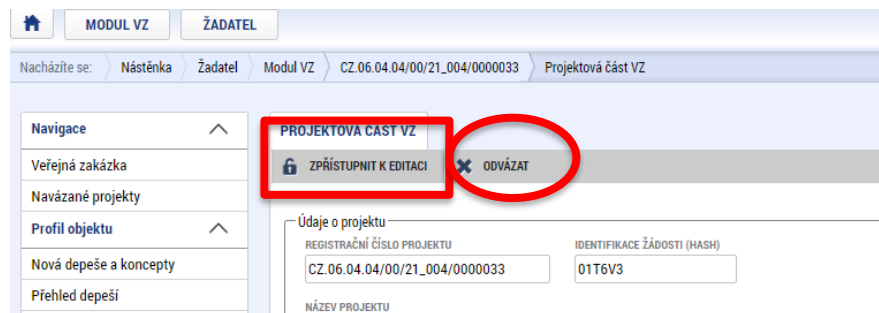 MODUL VZ ŽADATEL
Nacházíte se: Nástěnka Žadatel Modul VZ CZ.06.04.04/00/21_004/0000033 Projektová část VZ
Navigace
Veřejná zakázka
Navázané projekty
Profil objektu
Nová depeše a koncepty
Přehled depeší
PROJEKTOVÁ ČÁST VZ
ZPŘÍSTUPNIT K EDITACI ODVÁZAT
Údaje o projektu
REGISTRAČNÍ ČÍSLO PROJEKTU IDENTIFIKACE ŽÁDOSTI (HASH)
CZ.06.04.04/00/21_004/0000033 01T6V3
NÁZEV PROJEKTU